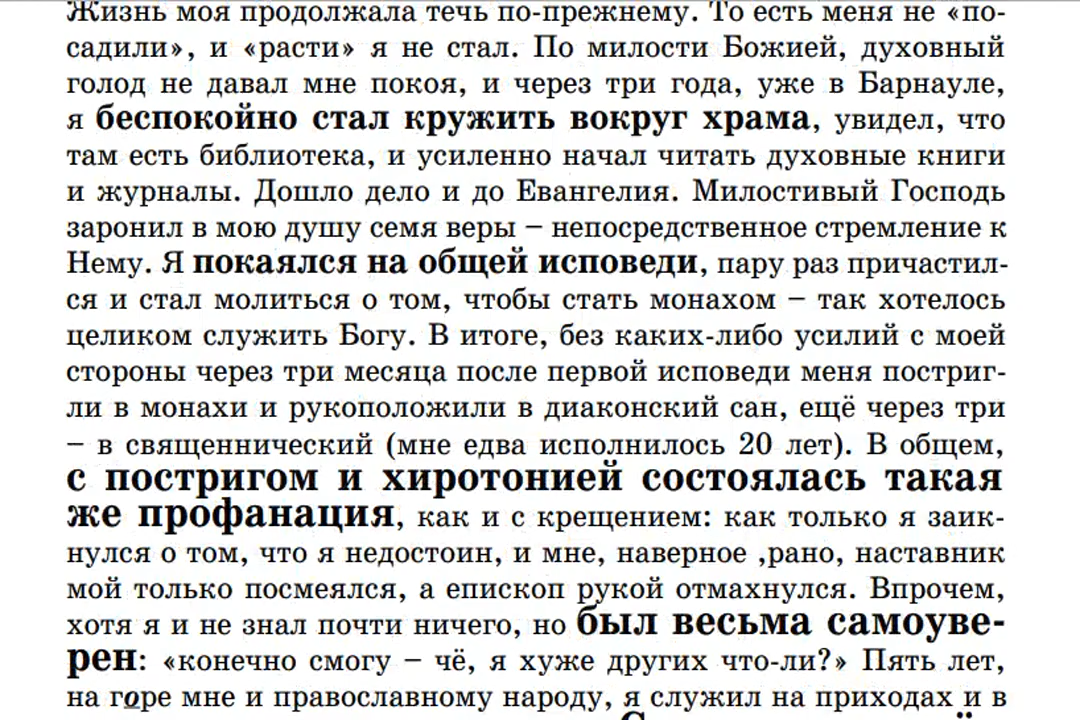 Жизнь моя продолжала течь по-прежнему. То есть меня не «по-
садили», и «расти» я не стал. По милости Божией, духовный
голод не давал мне покоя, и через три года, уже в Барнауле,
я беспокойно стал кружить вокруг храма, увидел, что
там есть библиотека, и усиленно начал читать духовные книги
и журналы. Дошло дело и до Евангелия. Милостивый Господь
заронил в мою душу семя веры – непосредственное стремление к
Нему. Я покаялся на общей исповеди, пару раз причастил-
ся и стал молиться о том, чтобы стать монахом – так хотелось
целиком служить Богу. В итоге, без каких-либо усилий с моей
стороны через три месяца после первой исповеди меня постриг-
ли в монахи и рукоположили в диаконский сан, ещё через три
– в священнический (мне едва исполнилось 20 лет). В общем,
с постригом и хиротонией состоялась такая
же профанация, как и с крещением: как только я заик-
нулся о том, что я недостоин, и мне, наверное ,рано, наставник
мой только посмеялся, а епископ рукой отмахнулся. Впрочем,
хотя я и не знал почти ничего, но был весьма самоуве-
рен: «конечно смогу – чё, я хуже других что-ли?» Пять лет,
на горе мне и православному народу, я служил на приходах и в